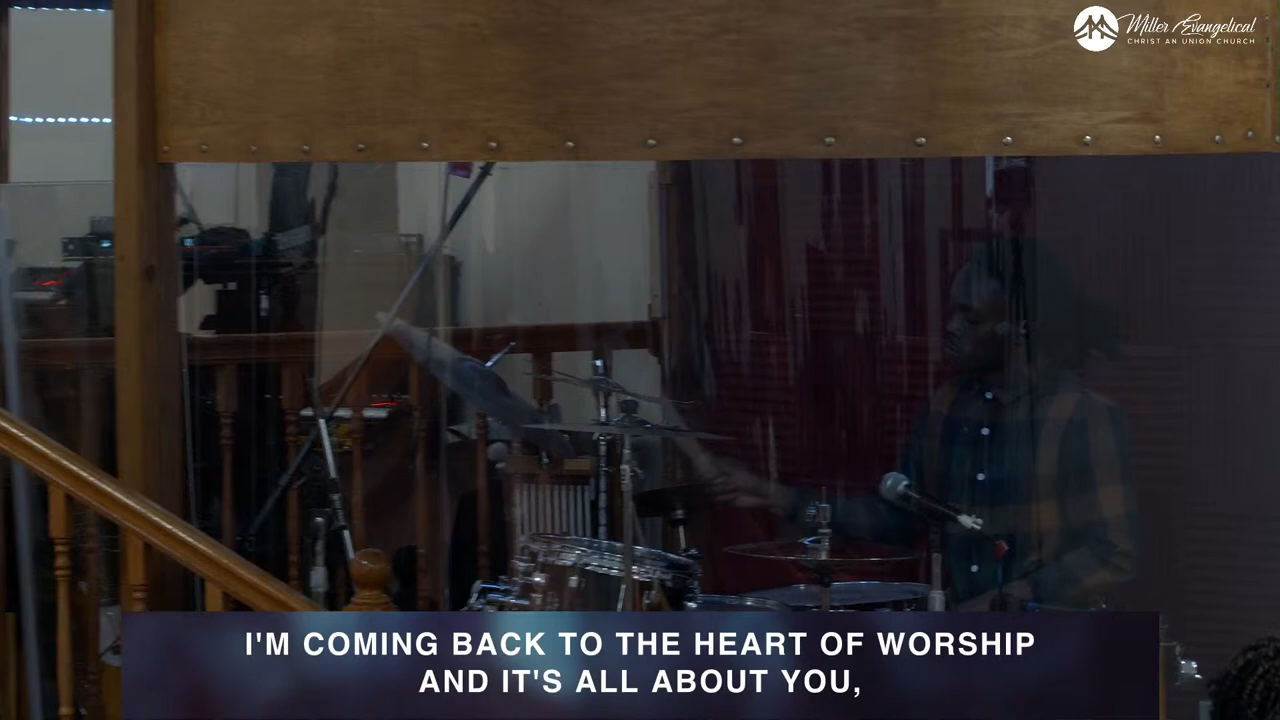 Miller Evangelical
CHRIST AN UNION CHURCH
I'M COMING BACK TO THE HEART OF WORSHIP
AND IT'S ALL ABOUT YOU,